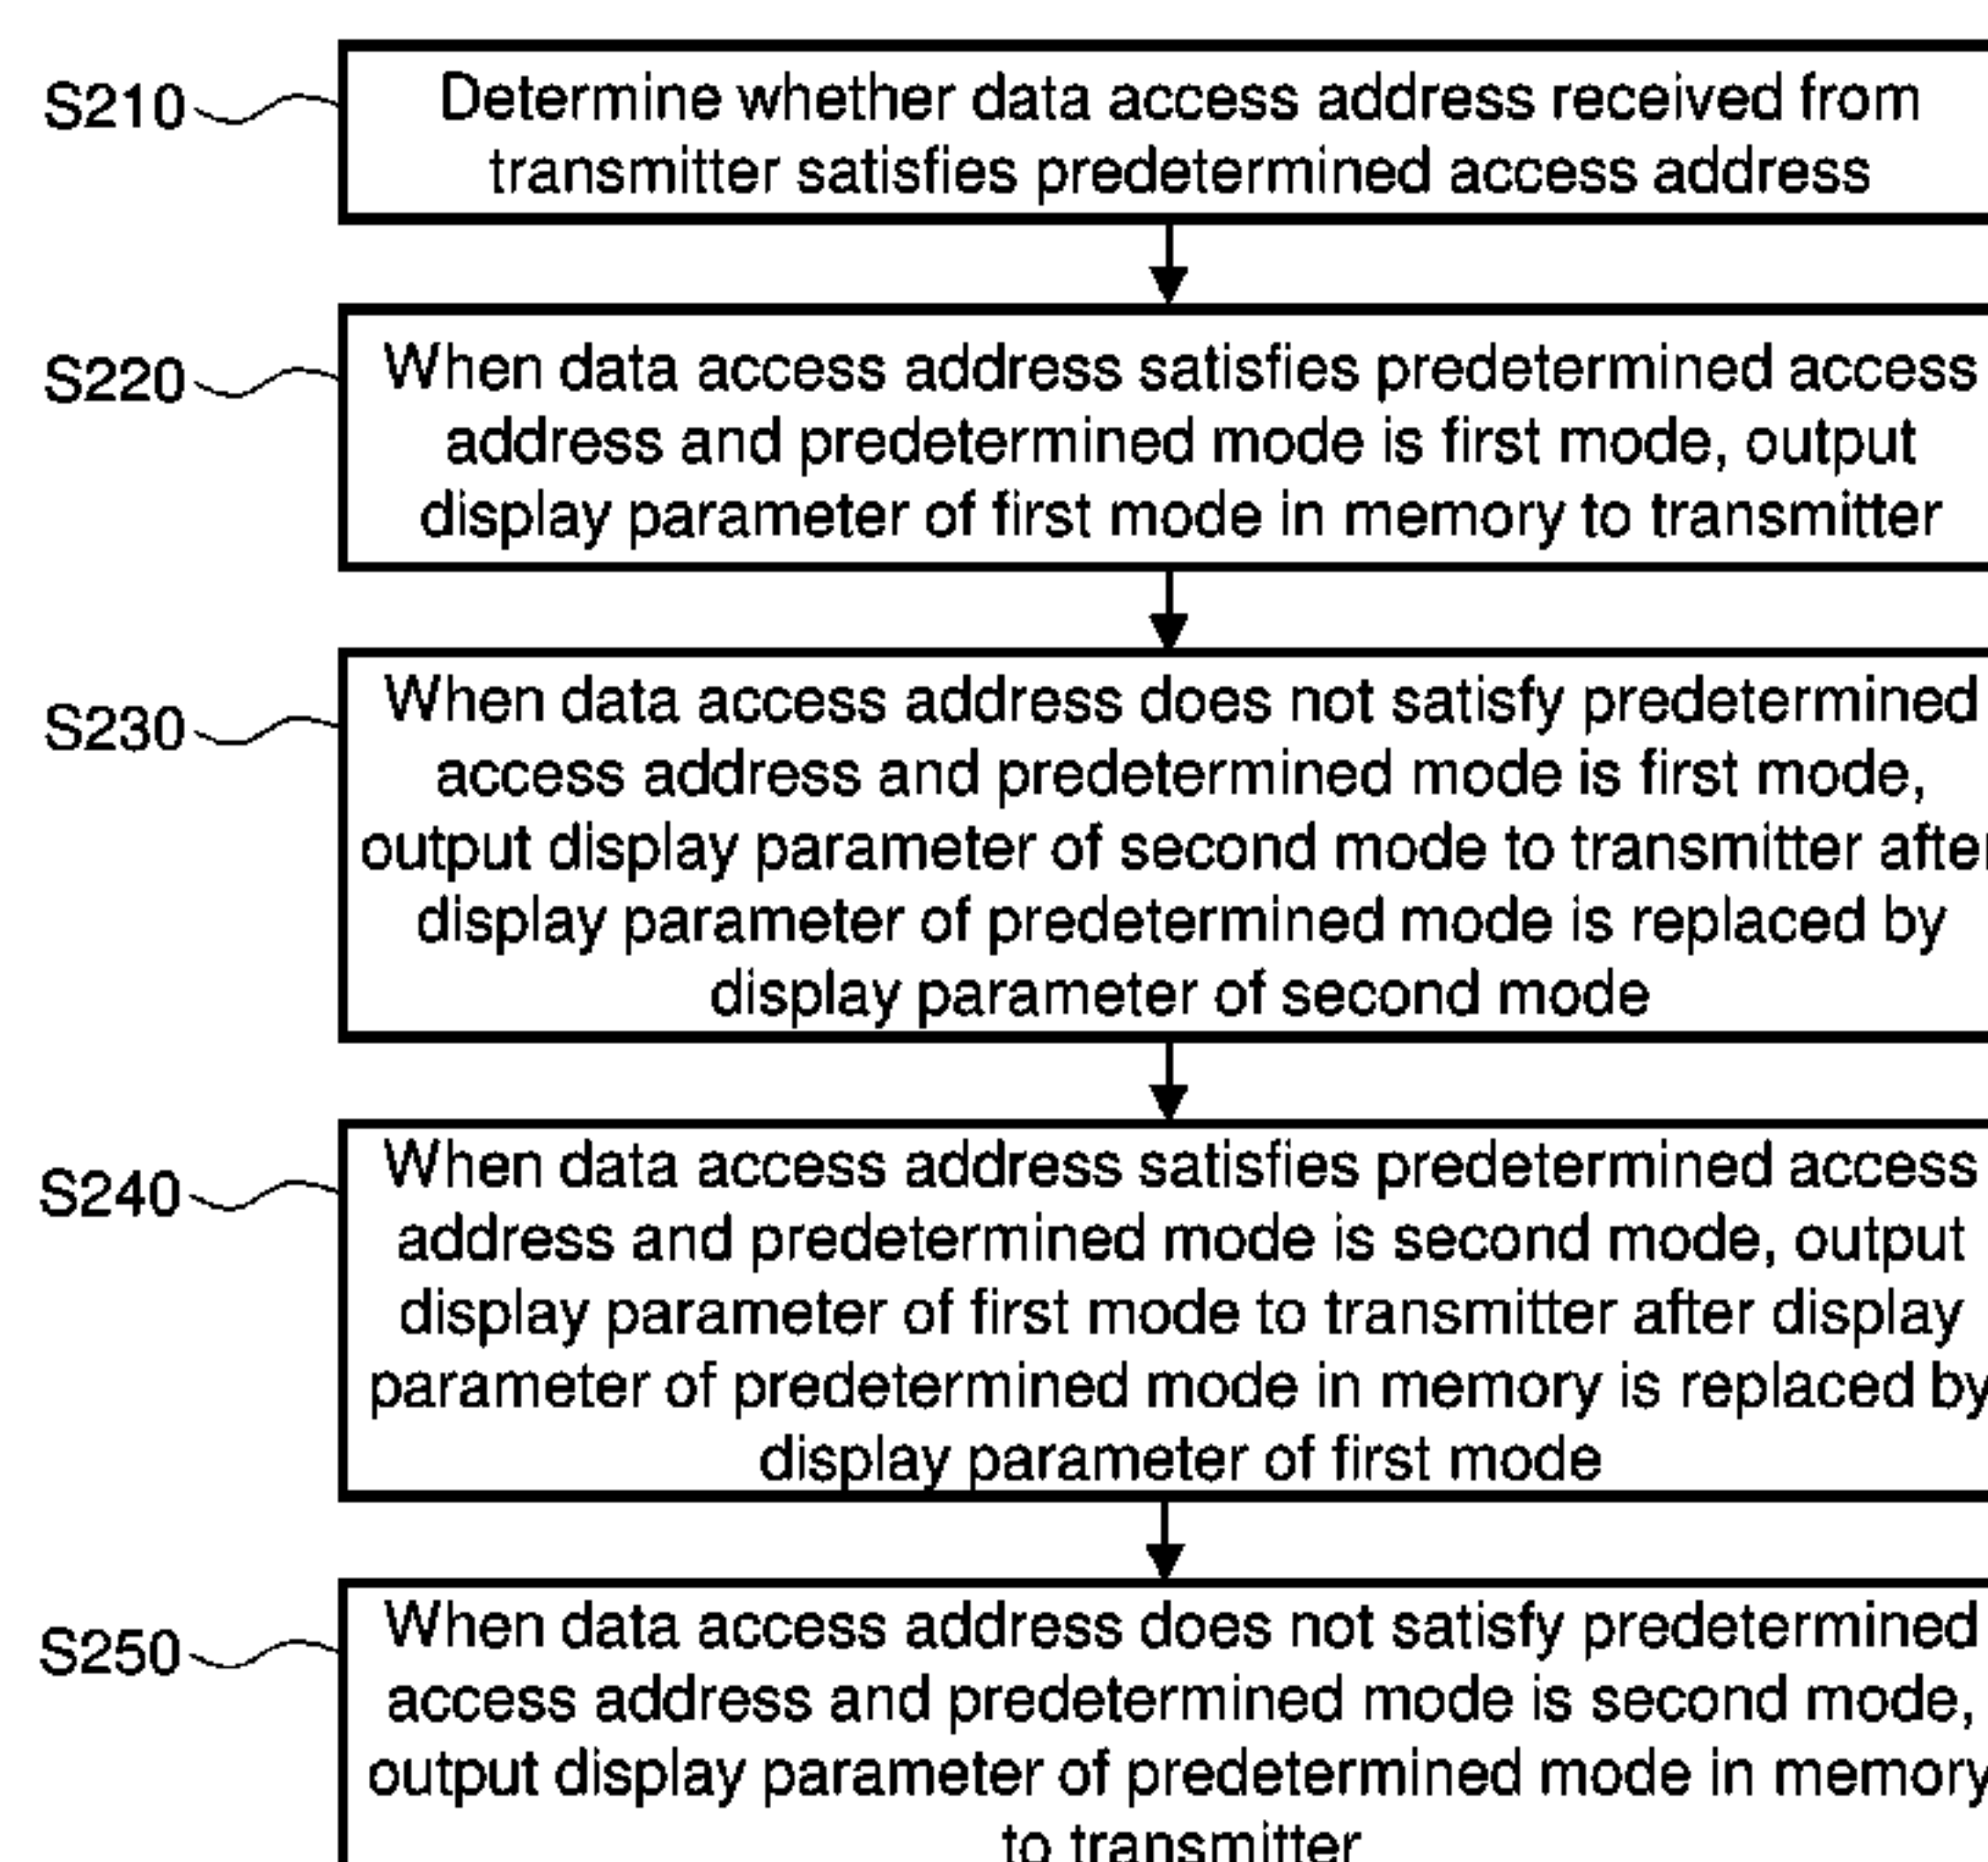 S210
Determine whether data access address received from
transmitter satisfies predetermined access address
S220
When data access address satisfies predetermined access
address and predetermined mode is first mode, output
display parameter of first mode in memory to transmitter
S230
When data access address does not satisfy predetermined
access address and predetermined mode is first mode,
output display parameter of second mode to transmitter after
display parameter of predetermined mode is replaced by
display parameter of second mode
S240
When data access address satisfies predetermined access
address and predetermined mode is second mode, output
display parameter of first mode to transmitter after display
parameter of predetermined mode in memory is replaced by
display parameter of first mode
S250
When data access address does not satisfy predetermined
access address and predetermined mode is second mode,
output display parameter of predetermined mode in memory
to transmitter